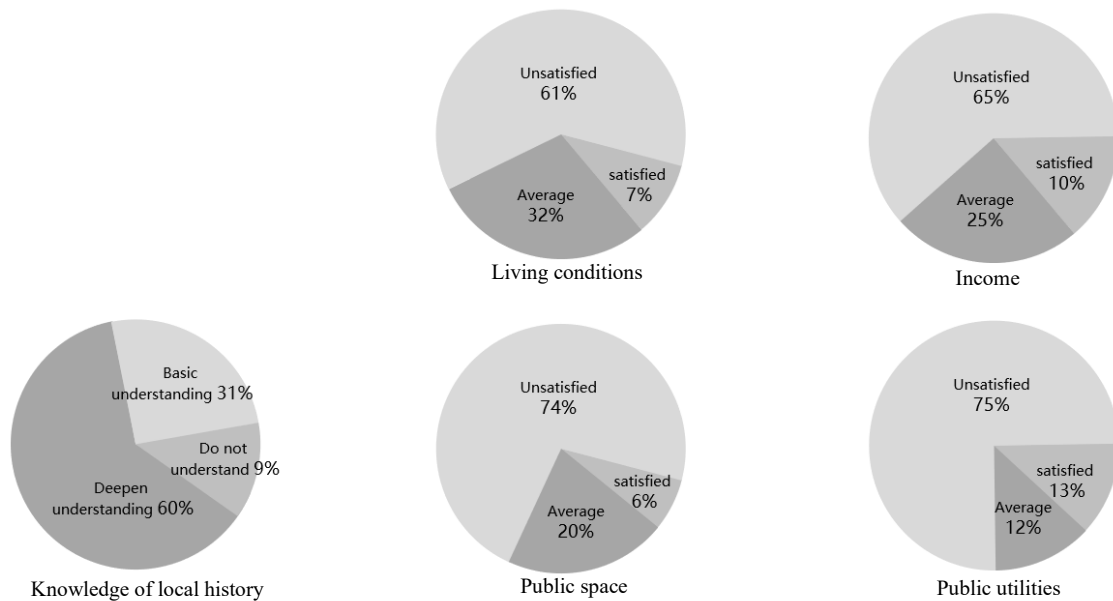 Unsatisfied
61%
satisfied
7%
Average
32%
Living conditions
Unsatisfied
65%
satisfied
10%
Average
25%
Income
Basic
understanding 31%
Do not
understand 9%
Deepen
understanding 60%
Knowledge of local history
Unsatisfied
74%
satisfied
6%
Average
20%
Public space
Unsatisfied
75%
satisfied
13%
Average
12%
Public utilities